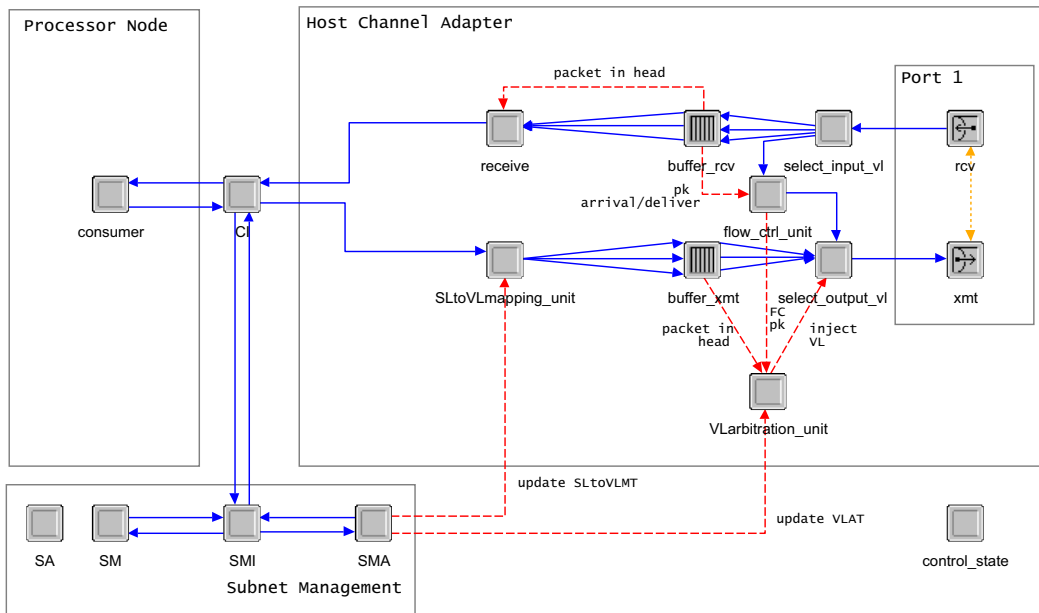 Processor Node
Host Channel Adapter
packet in head
Port 1
receive
buffer_rcv
select_input_vl
rcv
pk
arrival/deliver
consumer
CI
flow_ctrl_unit
SLtoVLmapping_unit
buffer_xmt
select_output_vl
xmt
packet in
head
FC
pk
inject
VL
VLarbitration_unit
update SLtoVLMT
update VLAT
SA
SM
SMI
SMA
control_state
Subnet Management